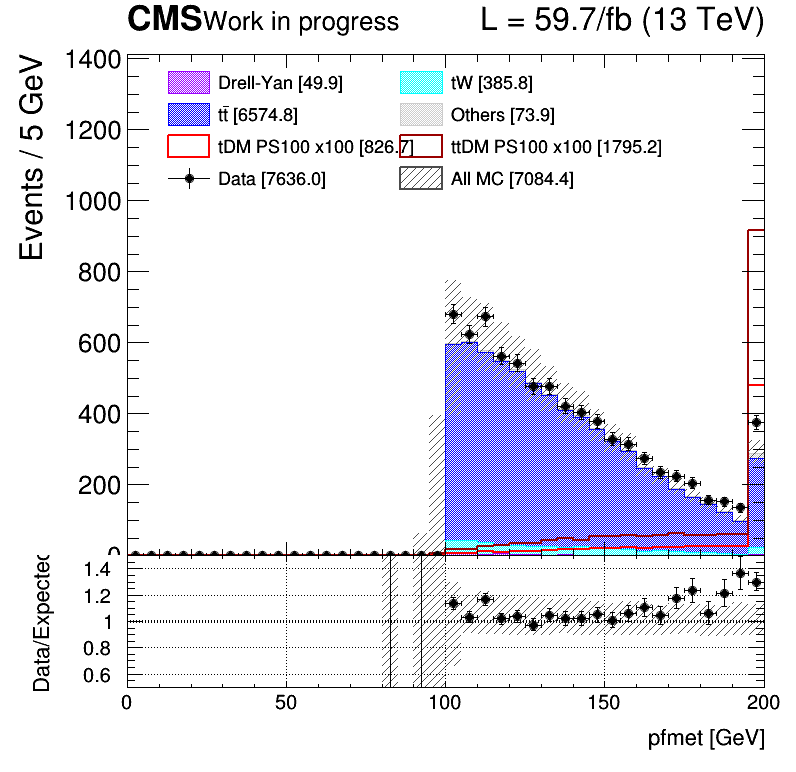 CMS Work in progress L = 59.7/fb (13 TeV)
Events / 5 GeV
1400
1200
1000
800
600
400
200
0
Drell-Yan [49.9] tW [385.8]
tt̄ [6574.8] Others [73.9]
tDM PS100 x100 [826.7] ttDM PS100 x100 [1795.2]
Data [7636.0] All MC [7084.4]
Data/Expected
1.4
1.2
1
0.8
0.6
0 50 100 150 200
pfmet [GeV]